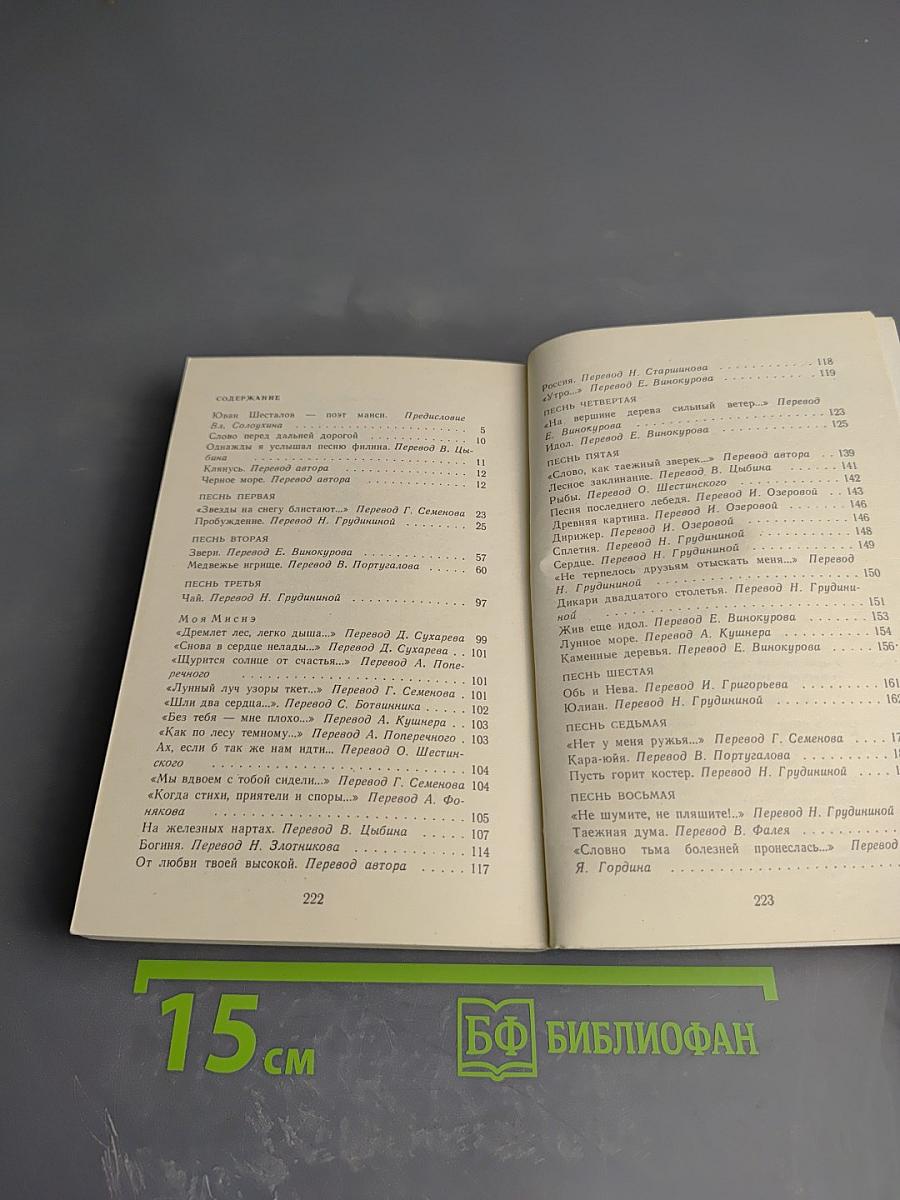 СОДЕРЖАНИЕ
Юван Шесталов — поэт манси. Предисловие
Вл. Солоухина . . . . . . . . . . . . . . . . . . 5
Слово перед дальней дорогой . . . . . . . . . . 10
Однажды я услышал песню филина. Перевод В. Цы-
бина . . . . . . . . . . . . . . . . . . . . . . 11
Клянусь. Перевод автора . . . . . . . . . . . . 12
Черное море. Перевод автора . . . . . . . . . . 12
ПЕСНЬ ПЕРВАЯ
«Звезды на снегу блистают...» Перевод Г. Семенова 23
Пробуждение. Перевод Н. Грудининой . . . . . . . 25
ПЕСНЬ ВТОРАЯ
Звери. Перевод Е. Винокурова . . . . . . . . . . 57
Медвежье игрище. Перевод В. Португалова . . . . 60
ПЕСНЬ ТРЕТЬЯ
Чай. Перевод Н. Грудининой . . . . . . . . . . . 97
Моя Миснэ
«Дремлет лес, легко дыша...» Перевод Д. Сухарева 99
«Снова в сердце нелады...» Перевод Д. Сухарева . . 101
«Щурится солнце от счастья...» Перевод А. Попе-
речного . . . . . . . . . . . . . . . . . . . . 101
«Лунный луч узоры ткет...» Перевод Г. Семенова . 101
«Шли два сердца...». Перевод С. Ботвинника . . . 102
«Без тебя — мне плохо...» Перевод А. Кушнера . . 103
«Как по лесу темному...» Перевод А. Поперечного . 103
Ах, если б так же нам идти... Перевод О. Шестин-
ского . . . . . . . . . . . . . . . . . . . . . 104
«Мы вдвоем с тобой сидели...» Перевод Г. Семенова 104
«Когда стихи, приятели и споры...» Перевод А. Фо-
някова . . . . . . . . . . . . . . . . . . . . . 105
На железных нартах. Перевод В. Цыбина . . . . . 107
Богиня. Перевод Н. Злотникова . . . . . . . . . 114
От любви твоей высокой. Перевод автора . . . . . 117
222
Россия. Перевод Н. Старшинова . . . . . . . . . 118
«Утро...» Перевод Е. Винокурова . . . . . . . . 119
ПЕСНЬ ЧЕТВЕРТАЯ
«На вершине дерева сильный ветер...» Перевод
Е. Винокурова . . . . . . . . . . . . . . . . . 123
Идол. Перевод Е. Винокурова . . . . . . . . . . 125
ПЕСНЬ ПЯТАЯ
«Слово, как таежный зверек...» Перевод автора . . 139
Лесное заклинание. Перевод В. Цыбина . . . . . . 141
Рыбы. Перевод О. Шестинского . . . . . . . . . . 142
Песня последнего лебедя. Перевод И. Озеровой . . 143
Древняя картина. Перевод И. Озеровой . . . . . . 146
Дирижер. Перевод И. Озеровой . . . . . . . . . . 146
Сплетня. Перевод Н. Грудининой . . . . . . . . . 148
Сердце. Перевод Н. Грудининой . . . . . . . . . 149
«Не терпелось друзьям отыскать меня...» Перевод
Н. Грудининой . . . . . . . . . . . . . . . . . 150
Дикари двадцатого столетья. Перевод Н. Грудини-
ной . . . . . . . . . . . . . . . . . . . . . . 151
Жив еще идол. Перевод Е. Винокурова . . . . . . 153
Лунное море. Перевод А. Кушнера . . . . . . . . 154
Каменные деревья. Перевод Е. Винокурова . . . . 156
ПЕСНЬ ШЕСТАЯ
Обь и Нева. Перевод И. Григорьева . . . . . . . 161
Юлиан. Перевод Н. Грудининой . . . . . . . . . .
ПЕСНЬ СЕДЬМАЯ
«Нет у меня ружья...» Перевод Г. Семенова . . . .
Кара-юйя. Перевод В. Португалова . . . . . . . .
Пусть горит костер. Перевод Н. Грудининой . . . .
ПЕСНЬ ВОСЬМАЯ
«Не шумите, не пляшите!..» Перевод Н. Грудининой
Таежная дума. Перевод В. Фалея . . . . . . . . .
«Словно тьма болезней пронеслась...» Перевод
Я. Гордина . . . . . . . . . . . . . . . . . . .
223
15 см
БФ БИБЛИОФАН